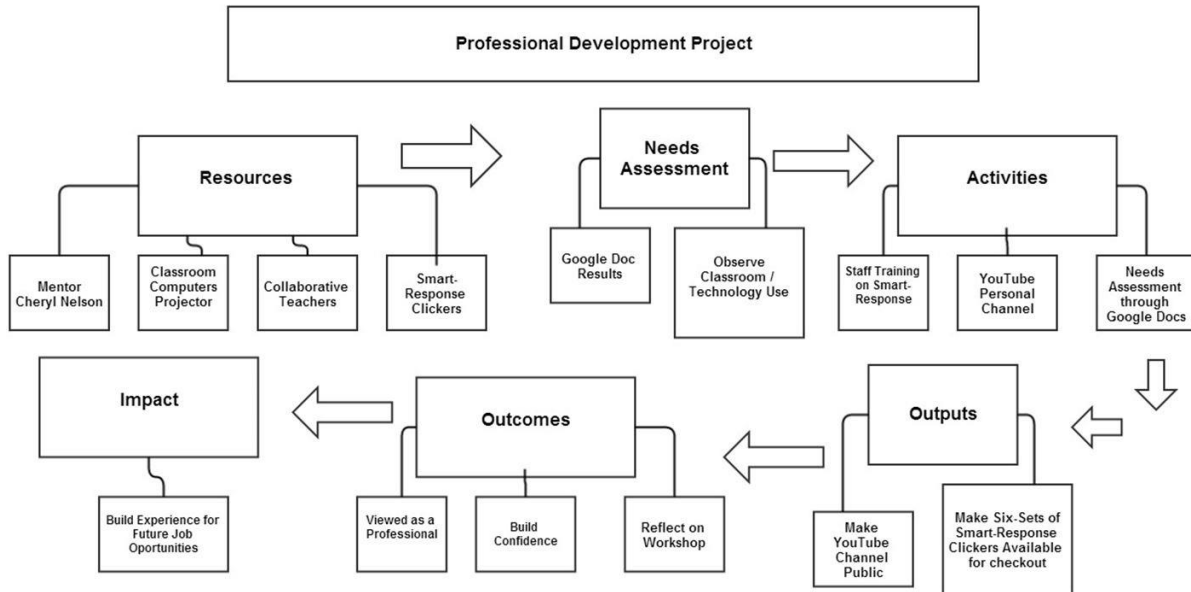 Professional Development Project
Resources
Mentor
Cheryl Nelson
Classroom
Computers
Projector
Collaborative
Teachers
Smart-
Response
Clickers
Needs
Assessment
Google Doc
Results
Observe
Classroom /
Technology Use
Activities
Staff Training
on Smart-
Response
YouTube
Personal
Channel
Needs
Assessment
through
Google Docs
Outputs
Make
YouTube
Channel
Public
Make Six-Sets of
Smart-Response
Clickers Available
for checkout
Outcomes
Viewed as a
Professional
Build
Confidence
Reflect on
Workshop
Impact
Build Experience for
Future Job
Oportunities